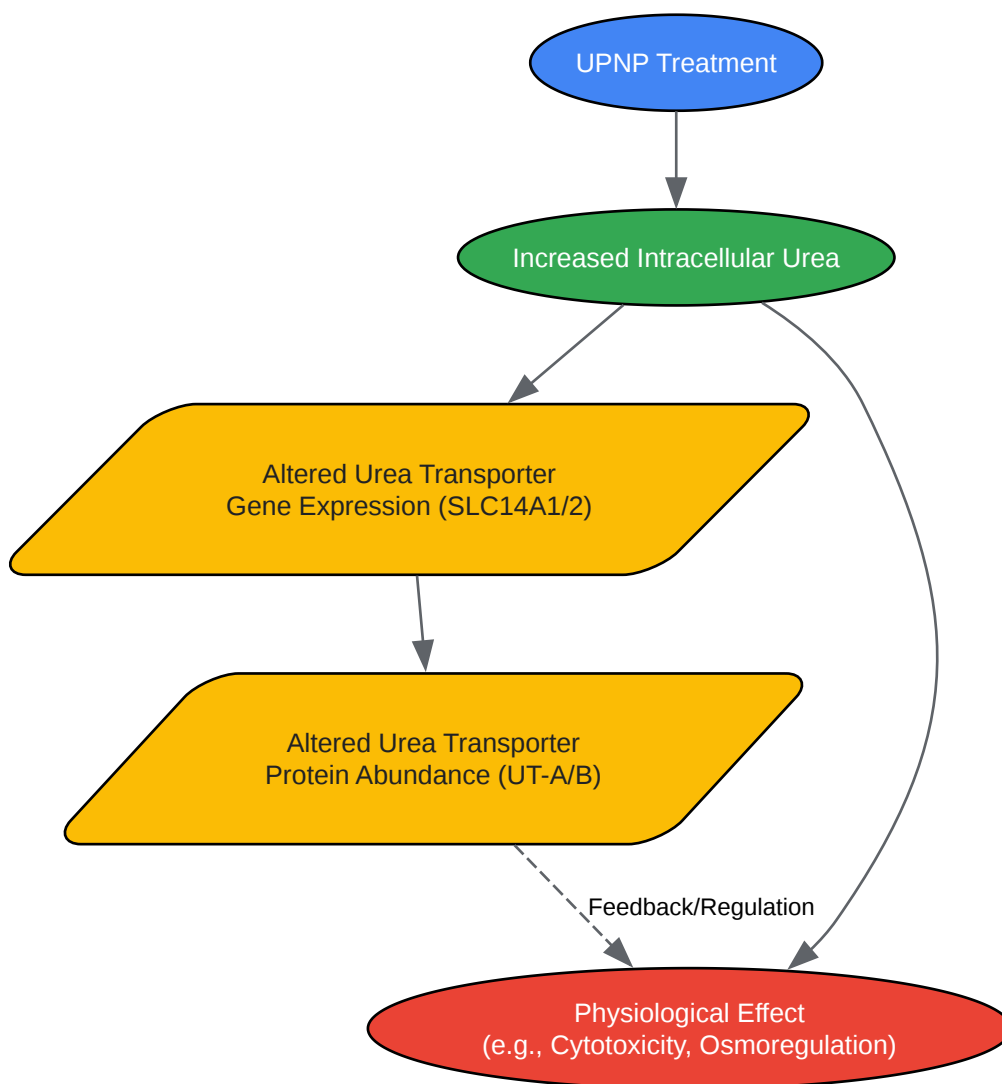 UPNP Treatment
Increased Intracellular Urea
Altered Urea Transporter
Gene Expression (SLC14A1/2)
Altered Urea Transporter
Protein Abundance (UT-A/B)
Feedback/Regulation
Physiological Effect
(e.g., Cytotoxicity, Osmoregulation)